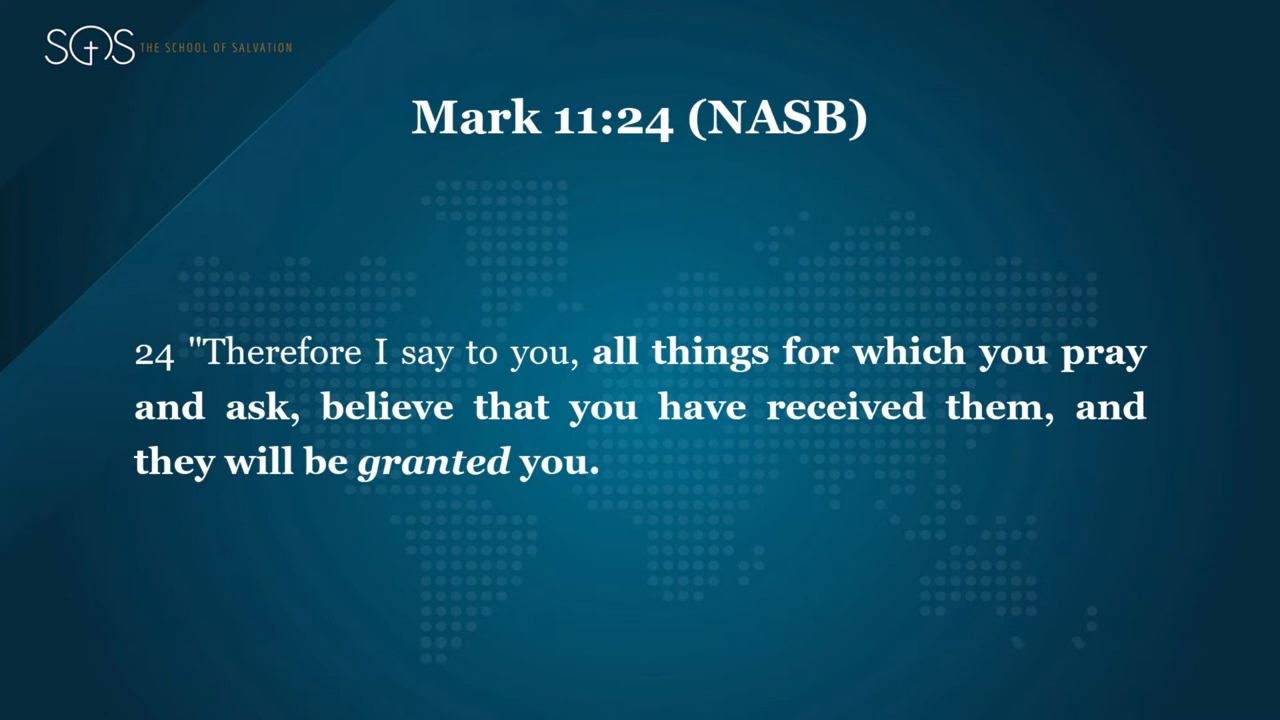 SOS THE SCHOOL OF SALVATION
Mark 11:24 (NASB)
24 "Therefore I say to you, all things for which you pray
and ask, believe that you have received them, and
they will be granted you.